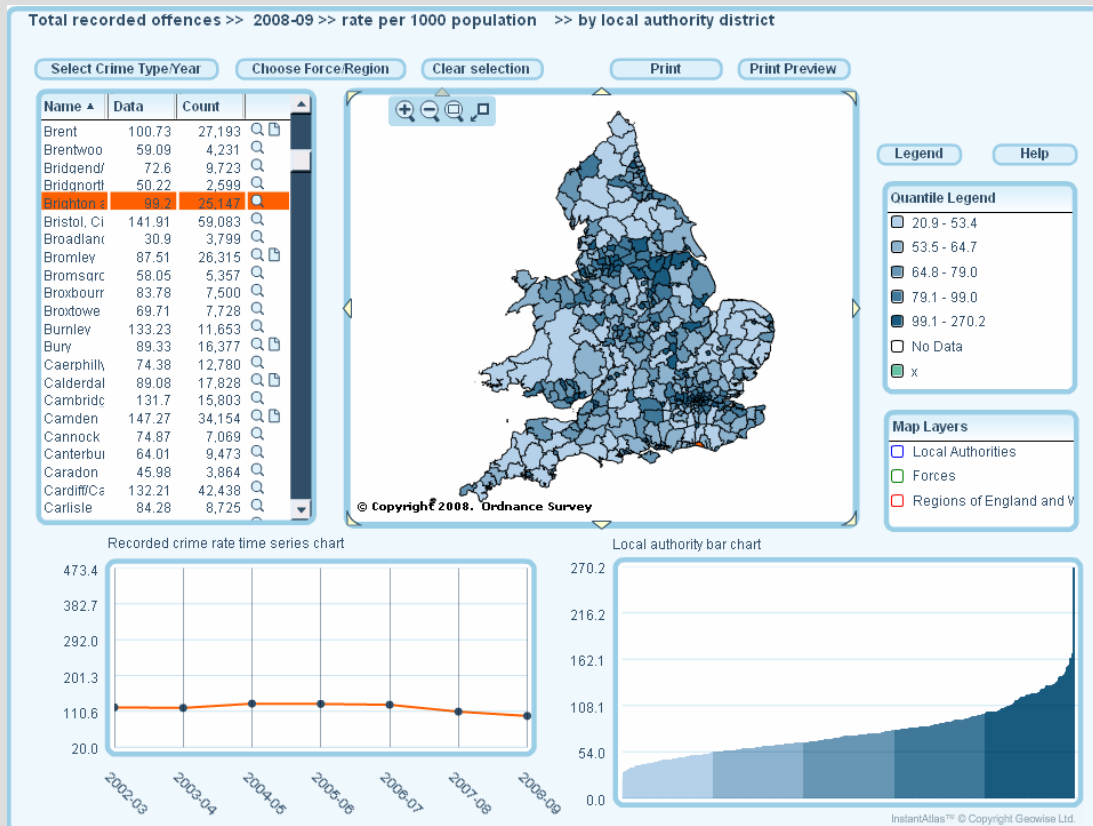 Total recorded offences >> 2008-09 >> rate per 1000 population >> by local authority district
Select Crime Type/Year Choose Force/Region Clear selection Print Print Preview
Name Data Count
Brent 100.73 27,193
Brentwoo 59.09 4,231
Bridgend/ 72.6 9,723
Bridgnorth 50.22 2,599
Brighton a 99.2 25,147
Bristol, Ci 141.91 59,083
Broadland 30.9 3,799
Bromley 87.51 26,315
Bromsgro 58.05 5,357
Broxbourn 83.78 7,500
Broxtowe 69.71 7,728
Burnley 133.23 11,653
Bury 89.33 16,377
Caerphilly 74.38 12,780
Calderdal 89.08 17,828
Cambridg 131.7 15,803
Camden 147.27 34,154
Cannock 74.87 7,069
Canterbu 64.01 9,473
Caradon 45.98 3,864
Cardiff/Ca 132.21 42,438
Carlisle 84.28 8,725
© Copyright 2008. Ordnance Survey
Legend Help
Quantile Legend
20.9 - 53.4
53.5 - 64.7
64.8 - 79.0
79.1 - 99.0
99.1 - 270.2
No Data
x
Map Layers
Local Authorities
Forces
Regions of England and W
Recorded crime rate time series chart
473.4
382.7
292.0
201.3
110.6
20.0
2002-03 2003-04 2004-05 2005-06 2006-07 2007-08 2008-09
Local authority bar chart
270.2
216.2
162.1
108.1
54.0
0.0
InstantAtlas™ © Copyright Geowise Ltd.